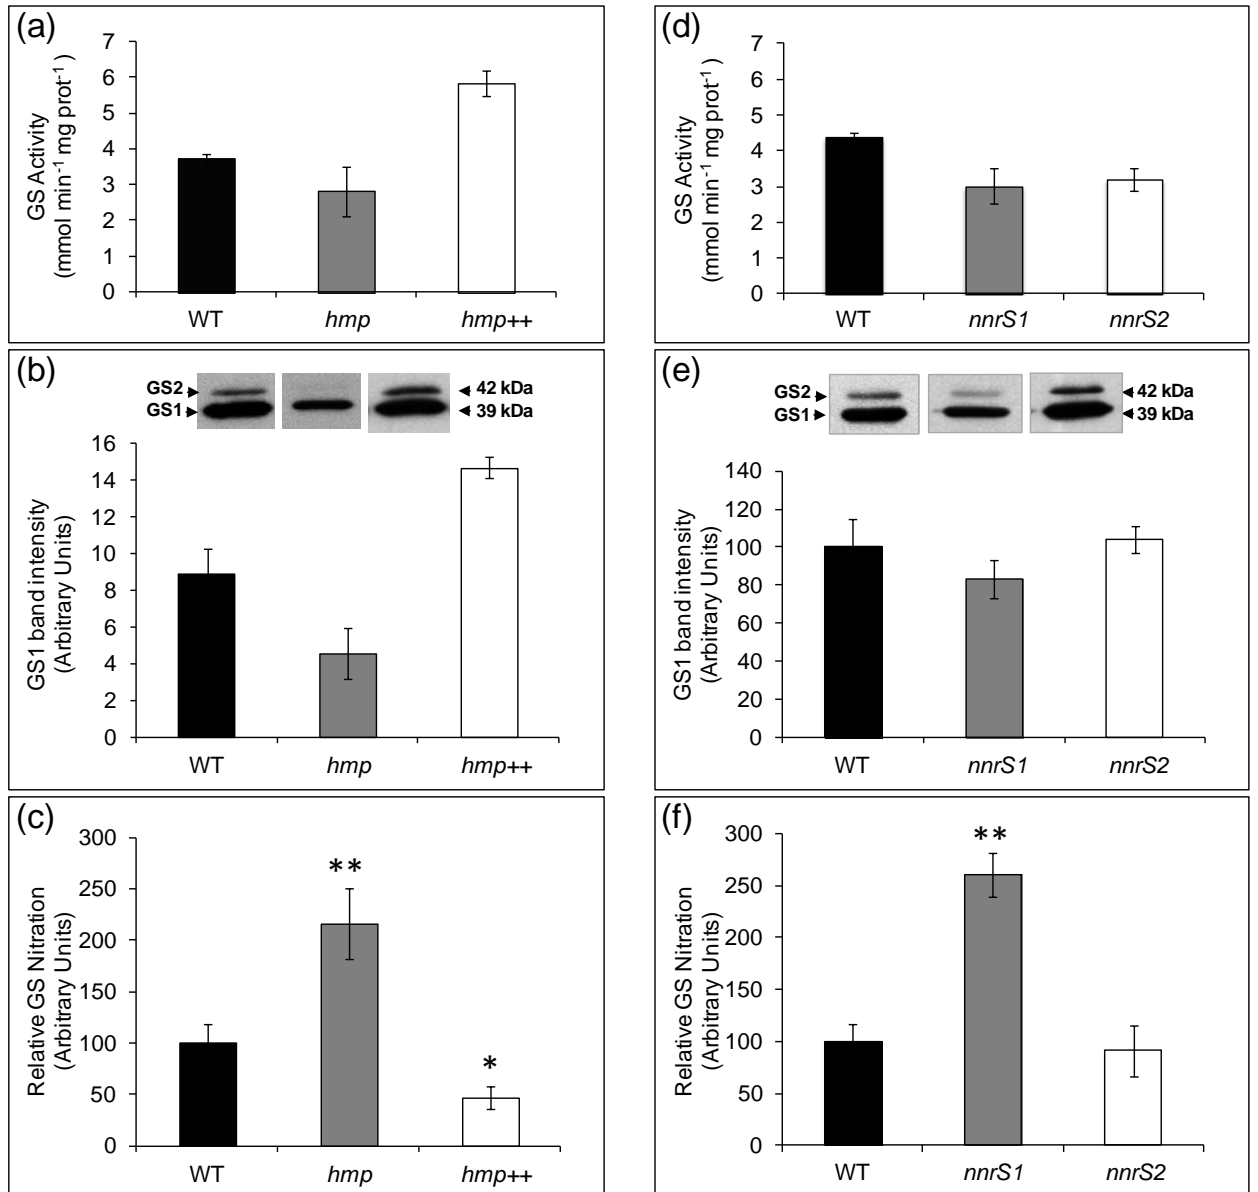 (a)
GS Activity
(mmol min-1 mg prot-1 )
7
6
5
4
3
2
1
0
WT
hmp
hmp++
(b)
GS2
GS1
42 kDa
39 kDa
GS1 band intensity
(Arbitrary Units)
16
14
12
10
8
6
4
2
0
WT
hmp
hmp++
(c)
Relative GS Nitration
(Arbitrary Units)
300
250
200
150
100
50
0
**
*
WT
hmp
hmp++
(d)
GS Activity
(mmol min-1 mg prot-1 )
7
6
5
4
3
2
1
0
WT
nnrS1
nnrS2
(e)
GS2
GS1
42 kDa
39 kDa
GS1 band intensity
(Arbitrary Units)
140
120
100
80
60
40
20
0
WT
nnrS1
nnrS2
(f)
Relative GS Nitration
(Arbitrary Units)
300
250
200
150
100
50
0
**
WT
nnrS1
nnrS2